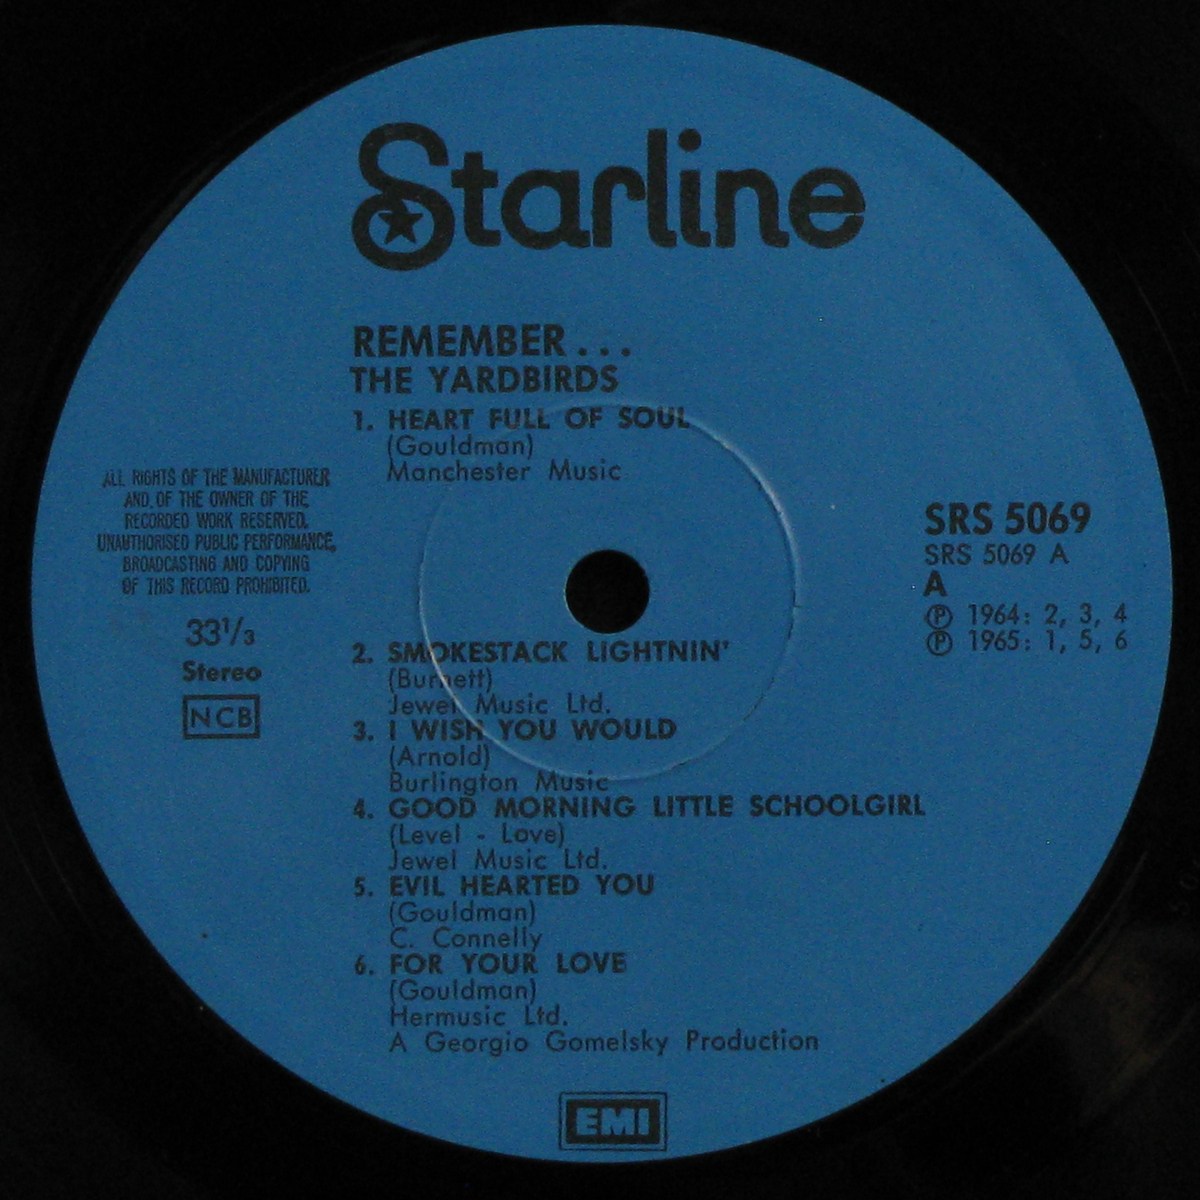 Starline
REMEMBER...
THE YARDBIRDS
1. HEART FULL OF SOUL
(Gouldman)
Manchester Music
ALL RIGHTS OF THE MANUFACTURER
AND OF THE OWNER OF THE
RECORDED WORK RESERVED.
UNAUTHORISED PUBLIC PERFORMANCE,
BROADCASTING AND COPYING
OF THIS RECORD PROHIBITED.
33⅓
Stereo
NCB
SRS 5069
SRS 5069 A
A
Ⓟ 1964: 2, 3, 4
Ⓟ 1965: 1, 5, 6
2. SMOKESTACK LIGHTNIN'
(Burnett)
Jewel Music Ltd.
3. I WISH YOU WOULD
(Arnold)
Burlington Music
4. GOOD MORNING LITTLE SCHOOLGIRL
(Level - Love)
Jewel Music Ltd.
5. EVIL HEARTED YOU
(Gouldman)
C. Connelly
6. FOR YOUR LOVE
(Gouldman)
Hermusic Ltd.
A Georgio Gomelsky Production
EMI